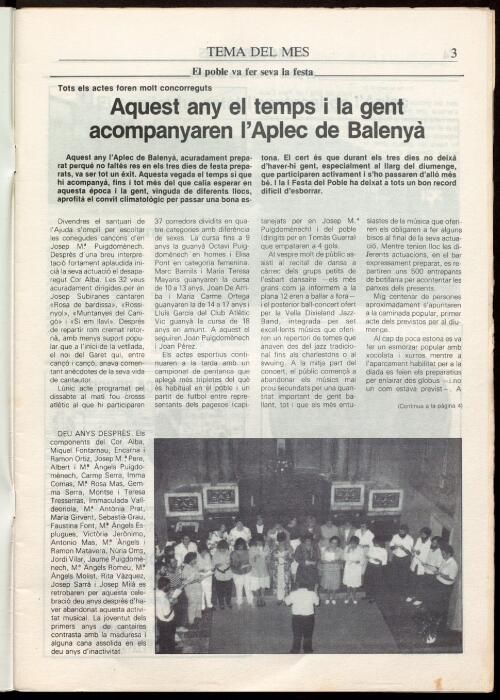 TEMA DEL MES
3
El poble va fer seva la festa
Tots els actes foren molt concorreguts
Aquest any el temps i la gent
acompanyaren l'Aplec de Balenyà
Aquest any l'Aplec de Balenyà, acuradament prepa-
rat perquè no faltés res en els tres dies de festa prepa-
rats, va ser tot un éxit. Aquesta vegada el temps si que
hi acompanyà, fins i tot més del que calia esperar en
aquesta època i la gent, vinguda de diferents llocs,
aprofità el convit climatològic per passar una bona es-
tona. El cert és que durant els tres dies no deixà
d'haver-hi gent, especialment al llarg del diumenge,
que participaren activament i s'ho passaren d'allò més
bé. I la I Festa del Poble ha deixat a tots un bon record
difícil d'esborrar.
Divendres el santuari de
l'Ajuda s'omplí per escoltar
les conegudes cançons d'en
Josep M.ª Puigdomènech.
Després d'una breu interpre-
tació fortament aplaudida ini-
cià la seva actuació el desapa-
regut Cor Alba. Les 32 veus
acuradament dirigides per en
Josep Subiranes cantaren
«Rosa de bardissa», «Rossi-
nyol», «Muntanyes del Cani-
gó» i «Si em llavi». Després
de repartir rom cremat retor-
nà, amb menys suport popu-
lar que a l'inici de la vetllada,
el noi del Garet qui, entre
cançó i cançó, anava comen-
tant anècdotes de la seva vida
de cantautor.
L'únic acte programat pel
dissabte al matí fou cross
atlètic al que hi participaren
37 corredors dividits en qua-
tre categories amb diferència
de sexes. La cursa fins a 9
anys la guanyà Octavi Puig-
domènech en homes i Elisa
Pont en categoria femenina.
Marc Barnils i Maria Teresa
Mayans guanyaren la cursa
de 10 a 13 anys. Joan De Arri-
ba i Maria Carme Ortega
guanyaren la de 14 a 17 anys i
Lluís Garcia del Club Atlètic
Vic guanyà la cursa de 18
anys en amunt. A aquest el
seguiren Joan Puigdomènech
i Joan Pérez.
Els actes esportius conti-
nuaren a la tarda amb un
campionat de petanca que
aplegà més tripletes del què
és habitual en el poble i un
partit de futbol entre repre-
sentants dels pagesos (capi-
tanejats per en Josep M.ª
Puigdomènech) i del poble
(dirigits per en Tomàs Guerra)
que empataren a 4 gols.
Al vespre molt de públic as-
sistí al recital de dansa a
càrrec dels grups petits de
l'esbart dansaire —els més
grans com ja informem a la
plana 12 eren a ballar a fora—
i el posterior ball-concert ofert
per la Vella Dixieland Jazz-
Band, integrada per set
excel·lents músics que oferi-
ren un repertori de temes que
anaven des del jazz tradicio-
nal fins als charlestons o al
swuing. A la mitja part del
concert, el públic començà a
abandonar els músics mai
prou secundats per una quan-
titat important de gent ba-
llant, tot i que els més entu-
siastes de la música que oferi-
ren els obligaren a fer alguns
bisos al final de la seva actua-
ció. Mentre tenien lloc les di-
ferents actuacions, en el bar
expressament preparat, es re-
partiren uns 500 entrepants
de botifarra per acontentar les
panxes dels presents.
Mig centenar de persones
aproximadament s'apuntaren
a la caminada popular, primer
acte dels previstos per al diu-
menge.
Al cap de poca estona es va
fer un esmorzar popular amb
xocolata i xurros mentre a
l'aparcament habilitat per a la
diada es feien els preparatius
per enlairar dos globus —i no
un com estava previst—. A
(Continua a la pàgina 4)
DEU ANYS DESPRÉS. Els
components del Cor Alba,
Miquel Fontarnau, Encarna i
Ramon Ortiz, Josep M.ª Pere,
Albert i M.ª Àngels Puigdo-
mènech, Carme Serra, Imma
Comas, M.ª Rosa Mas, Gem-
ma Serra, Montse i Teresa
Tresserras, Immaculada Vall-
deoriola, M.ª Antònia Prat,
Maria Girvent, Sebastià Grau,
Faustina Font, M.ª Àngels Es-
plugues, Victòria Jerònimo,
Antonio Mas, M.ª Àngels i
Ramon Matavera, Núria Oms,
Jordi Vilar, Jaume Puigdomè-
nech, M.ª Àngels Romeu, M.ª
Àngels Molist, Rita Vázquez,
Josep Sarrà i Josep Milà es
retrobaren per aquesta cele-
bració deu anys després d'ha-
ver abandonat aquesta activi-
tat musical. La joventut dels
primers anys de cantaires
contrasta amb la maduresa i
alguna cana assolida en els
deu anys d'inactivitat.